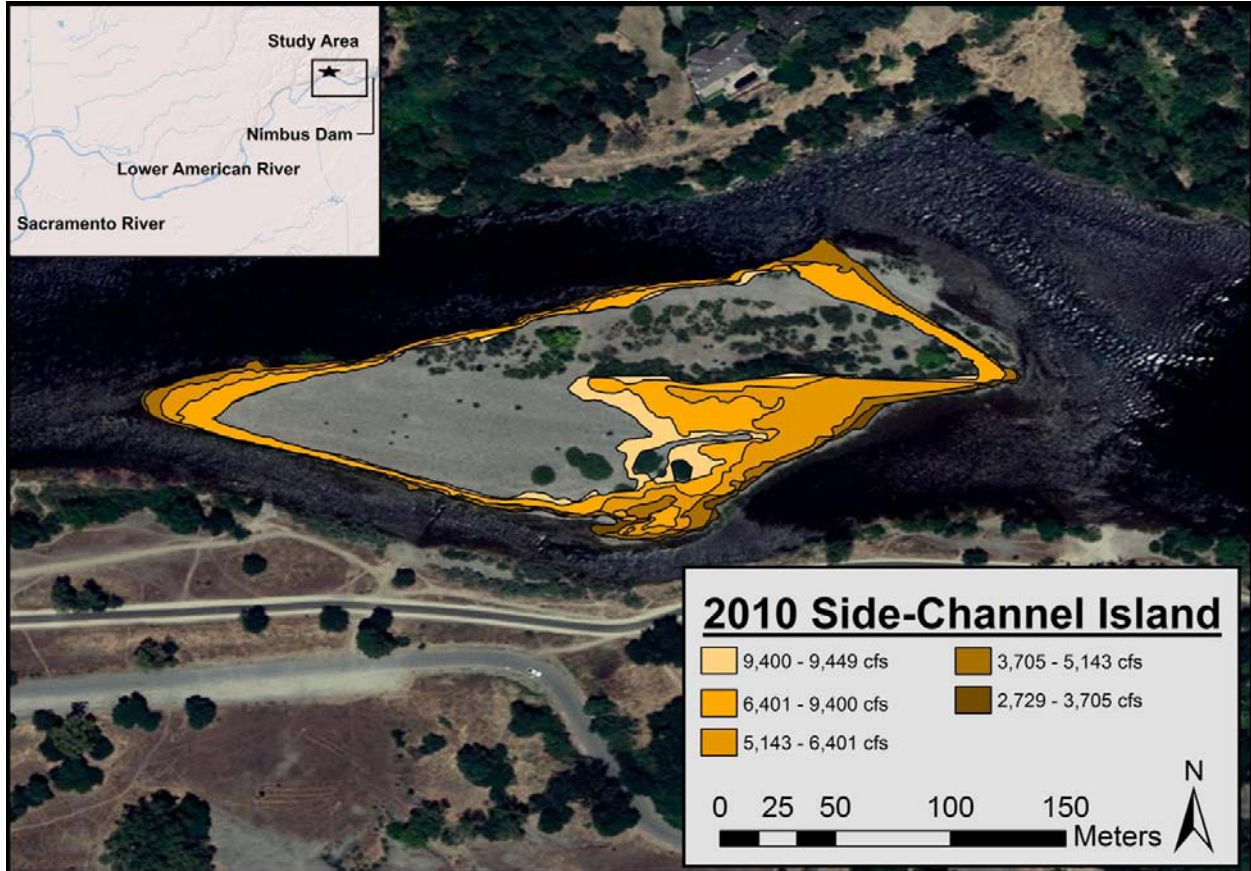 Study Area
Nimbus Dam
Lower American River
Sacramento River
2010 Side-Channel Island
9,400 - 9,449 cfs
6,401 - 9,400 cfs
5,143 - 6,401 cfs
3,705 - 5,143 cfs
2,729 - 3,705 cfs
N
0 25 50 100 150
Meters